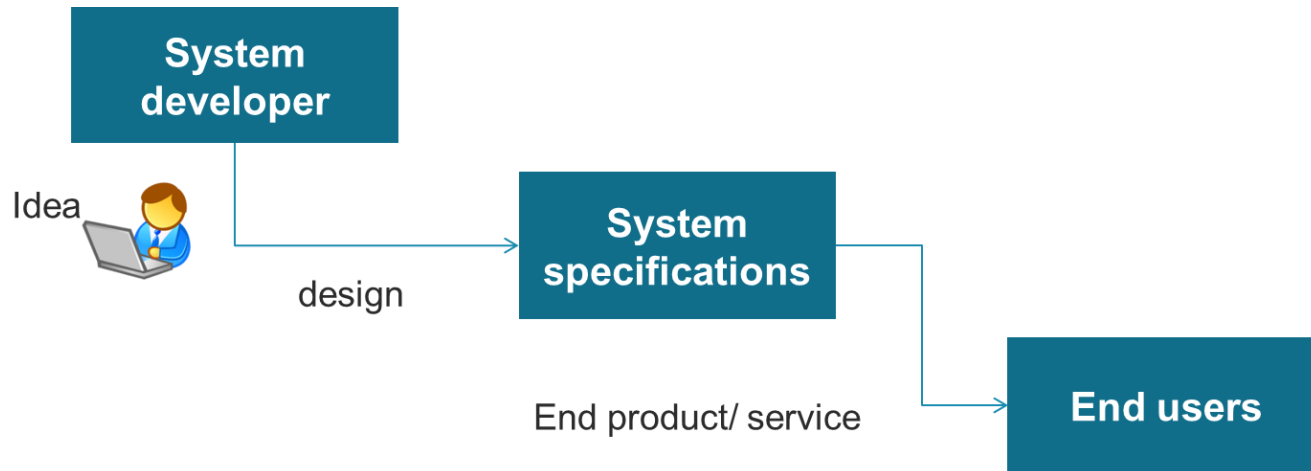 System
developer
Idea
design
System
specifications
End product/ service
End users